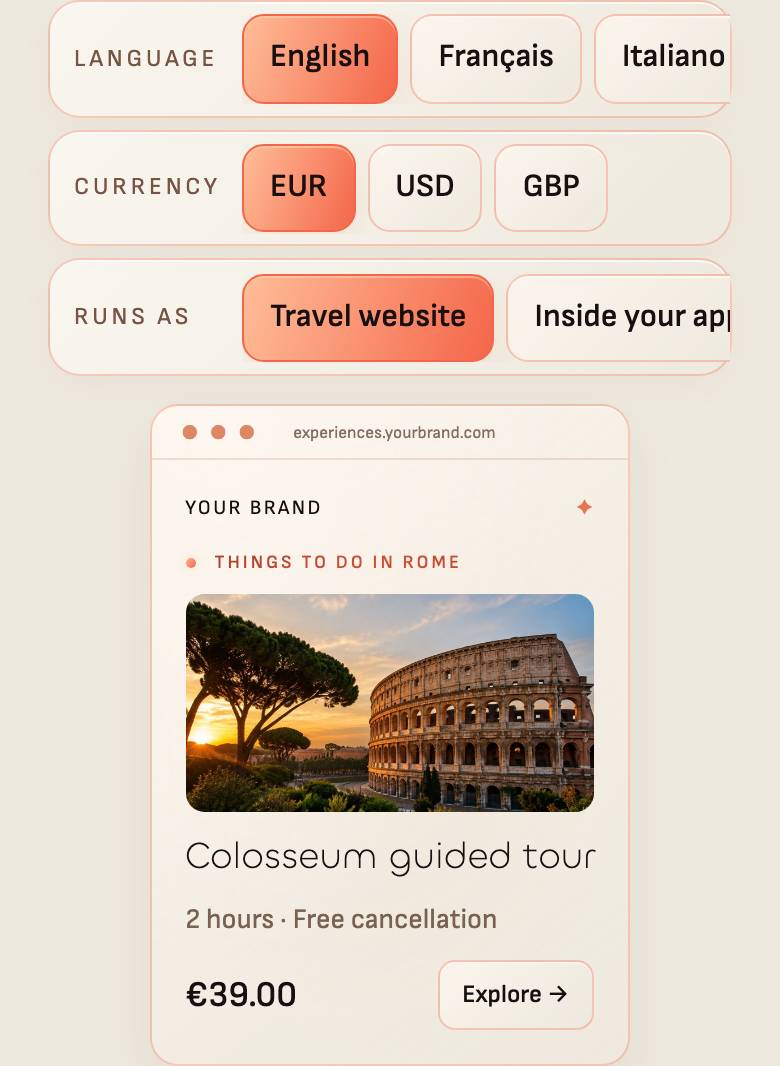 LANGUAGE English Français Italiano
CURRENCY EUR USD GBP
RUNS AS Travel website Inside your app
experiences.yourbrand.com
YOUR BRAND
THINGS TO DO IN ROME
Colosseum guided tour
2 hours · Free cancellation
€39.00 Explore →